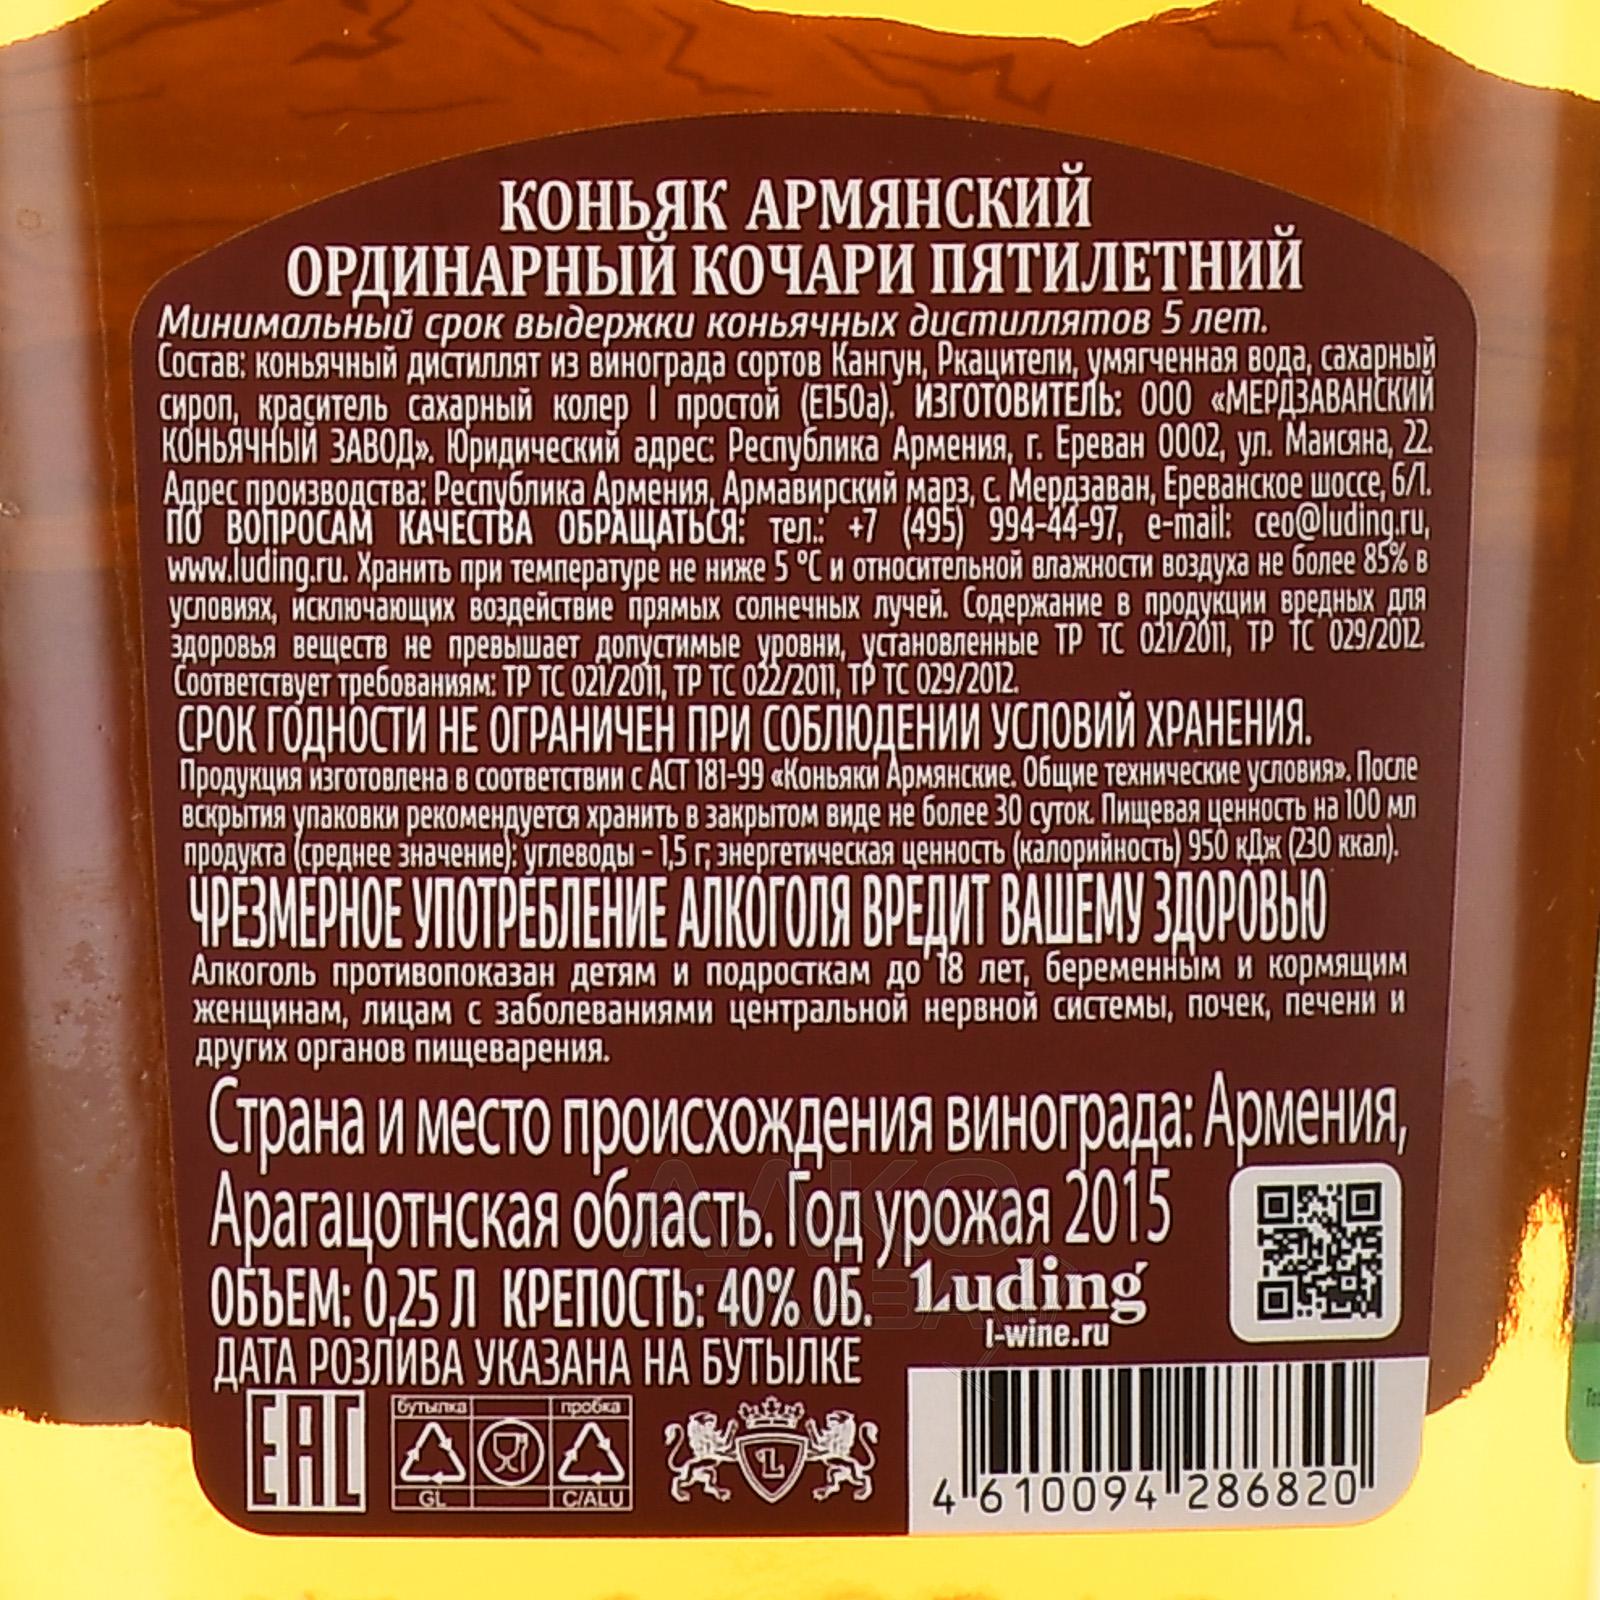 КОНЬЯК АРМЯНСКИЙ
ОРДИНАРНЫЙ КОЧАРИ ПЯТИЛЕТНИЙ
Минимальный срок выдержки коньячных дистиллятов 5 лет.
Состав: коньячный дистиллят из винограда сортов Кангун, Ркацители, умягченная вода, сахарный
сироп, краситель сахарный колер I простой (Е150а). ИЗГОТОВИТЕЛЬ: ООО «МЕРДЗАВАНСКИЙ
КОНЬЯЧНЫЙ ЗАВОД». Юридический адрес: Республика Армения, г. Ереван 0002, ул. Маисяна, 22.
Адрес производства: Республика Армения, Армавирский марз, с. Мердзаван, Ереванское шоссе, 6/1.
ПО ВОПРОСАМ КАЧЕСТВА ОБРАЩАТЬСЯ: тел.: +7 (495) 994-44-97, e-mail: ceo@luding.ru,
www.luding.ru. Хранить при температуре не ниже 5 °С и относительной влажности воздуха не более 85% в
условиях, исключающих воздействие прямых солнечных лучей. Содержание в продукции вредных для
здоровья веществ не превышает допустимые уровни, установленные ТР ТС 021/2011, ТР ТС 029/2012.
Соответствует требованиям: ТР ТС 021/2011, ТР ТС 022/2011, ТР ТС 029/2012.
СРОК ГОДНОСТИ НЕ ОГРАНИЧЕН ПРИ СОБЛЮДЕНИИ УСЛОВИЙ ХРАНЕНИЯ.
Продукция изготовлена в соответствии с АСТ 181-99 «Коньяки Армянские. Общие технические условия». После
вскрытия упаковки рекомендуется хранить в закрытом виде не более 30 суток. Пищевая ценность на 100 мл
продукта (среднее значение): углеводы - 1,5 г, энергетическая ценность (калорийность) 950 кДж (230 ккал).
ЧРЕЗМЕРНОЕ УПОТРЕБЛЕНИЕ АЛКОГОЛЯ ВРЕДИТ ВАШЕМУ ЗДОРОВЬЮ
Алкоголь противопоказан детям и подросткам до 18 лет, беременным и кормящим
женщинам, лицам с заболеваниями центральной нервной системы, почек, печени и
других органов пищеварения.
Страна и место происхождения винограда: Армения,
Арагацотнская область. Год урожая 2015
ОБЪЕМ: 0,25 Л КРЕПОСТЬ: 40% ОБ.
Luding
l-wine.ru
ДАТА РОЗЛИВА УКАЗАНА НА БУТЫЛКЕ
EAC
бутылка пробка
GL C/ALU
L
4 610094 286820